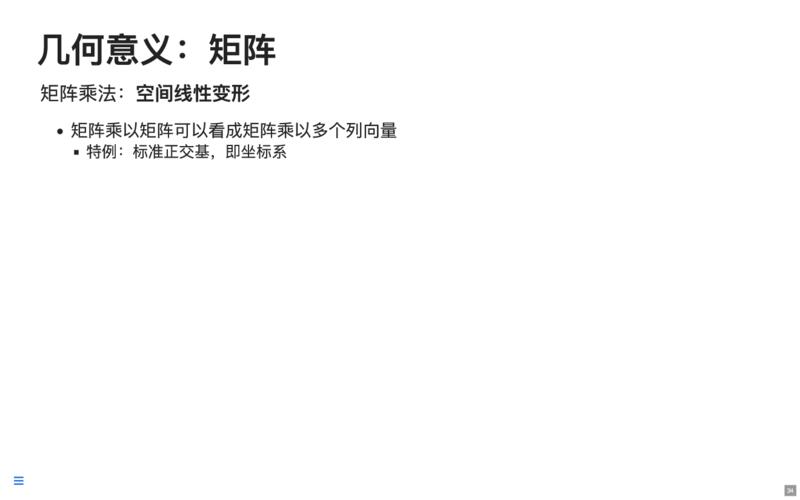 几何意义：矩阵
矩阵乘法：空间线性变形
• 矩阵乘以矩阵可以看成矩阵乘以多个列向量
▪ 特例：标准正交基，即坐标系
34